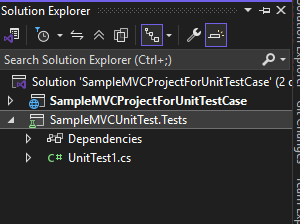 Solution Explorer
Search Solution Explorer (Ctrl+;)
Solution 'SampleMVCProjectForUnitTestCase' (2 o
SampleMVCProjectForUnitTestCase
SampleMVCUnitTest.Tests
Dependencies
C# UnitTest1.cs